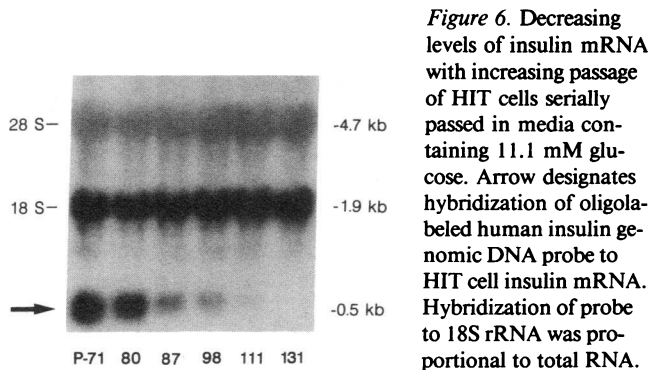 28 S–
-4.7 kb
18 S–
-1.9 kb
-0.5 kb
P-71 80 87 98 111 131
Figure 6. Decreasing
levels of insulin mRNA
with increasing passage
of HIT cells serially
passed in media con-
taining 11.1 mM glu-
cose. Arrow designates
hybridization of oligola-
beled human insulin ge-
nomic DNA probe to
HIT cell insulin mRNA.
Hybridization of probe
to 18S rRNA was pro-
portional to total RNA.